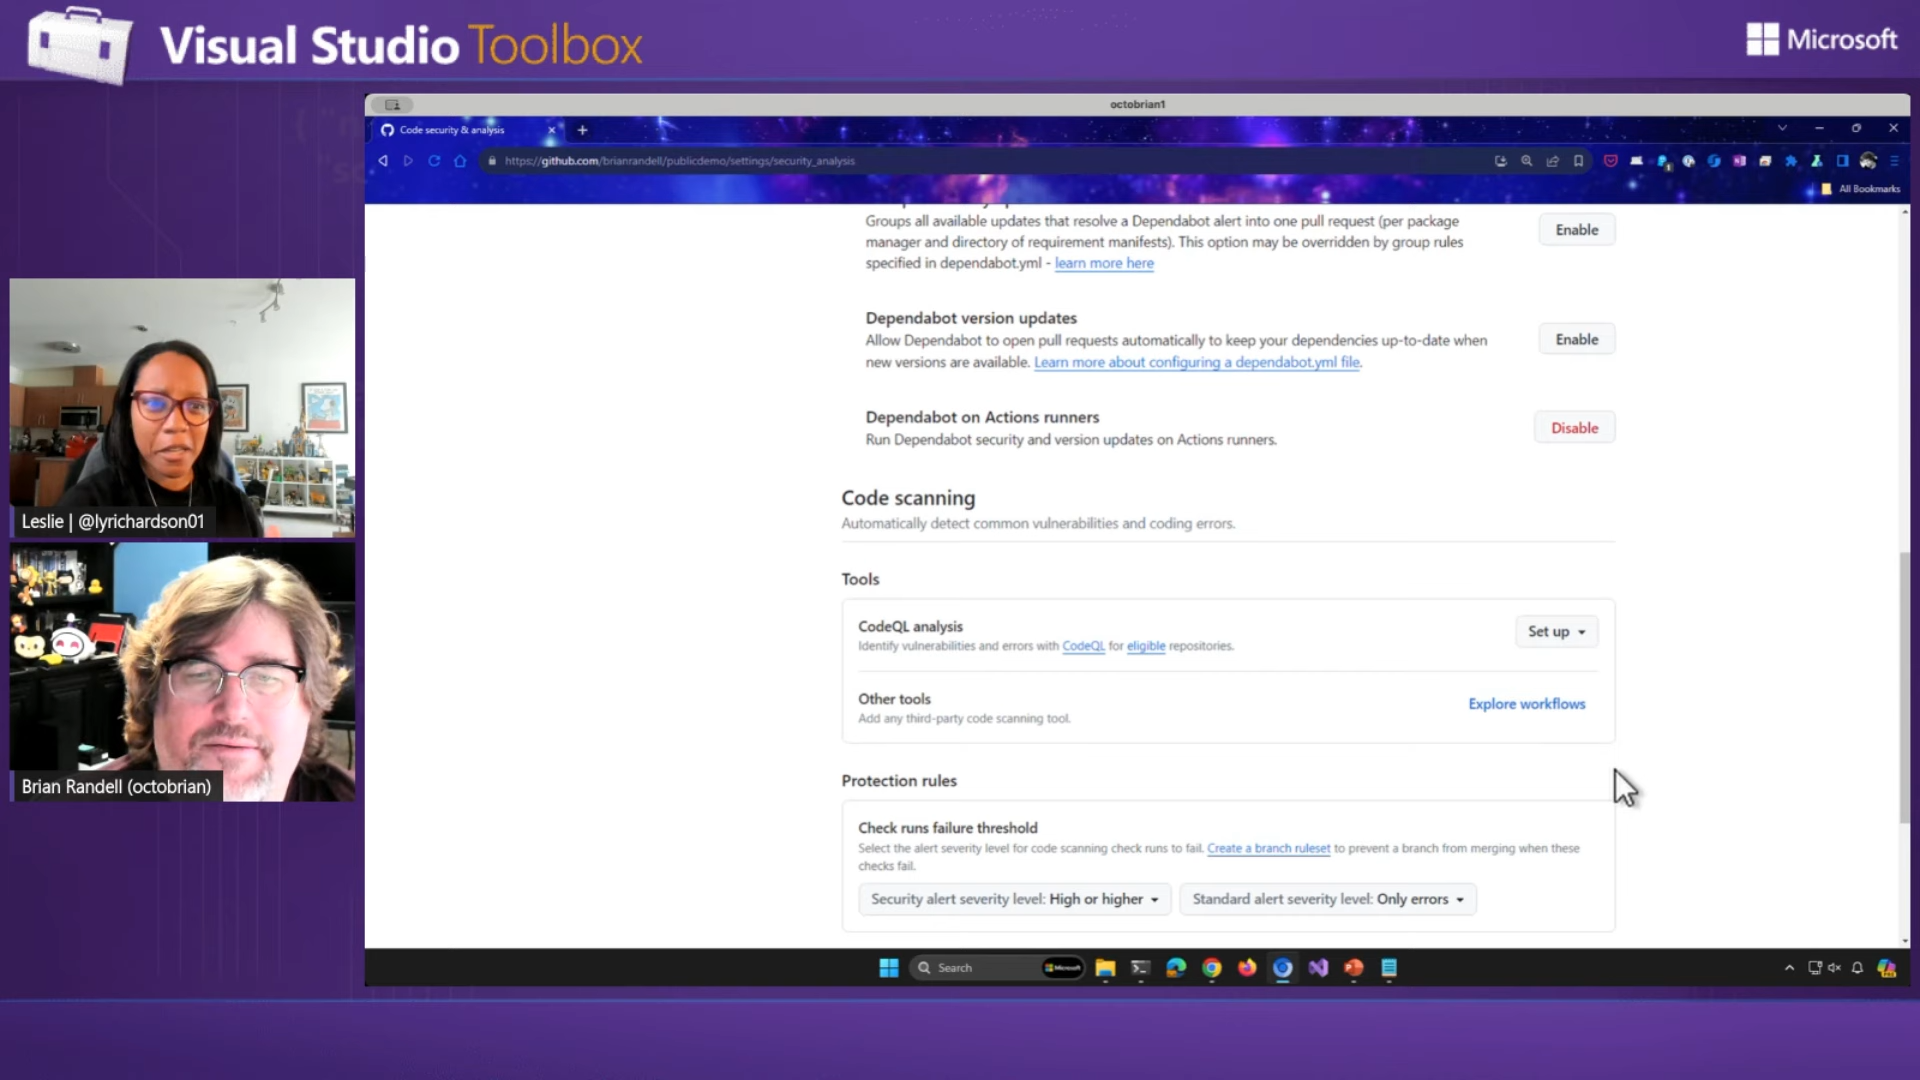 Visual Studio Toolbox
Microsoft
octobrian1
Code security & analysis
https://github.com/brianrandell/publicdemo/settings/security_analysis
All Bookmarks
Groups all available updates that resolve a Dependabot alert into one pull request (per package
manager and directory of requirement manifests). This option may be overridden by group rules
specified in dependabot.yml - learn more here
Enable
Dependabot version updates
Allow Dependabot to open pull requests automatically to keep your dependencies up-to-date when
new versions are available. Learn more about configuring a dependabot.yml file.
Enable
Dependabot on Actions runners
Run Dependabot security and version updates on Actions runners.
Disable
Code scanning
Automatically detect common vulnerabilities and coding errors.
Tools
CodeQL analysis
Identify vulnerabilities and errors with CodeQL for eligible repositories.
Set up
Other tools
Add any third-party code scanning tool.
Explore workflows
Protection rules
Check runs failure threshold
Select the alert severity level for code scanning check runs to fail. Create a branch ruleset to prevent a branch from merging when these
checks fail.
Security alert severity level: High or higher
Standard alert severity level: Only errors
Search
Microsoft
Leslie | @lyrichardson01
Brian Randell (octobrian)